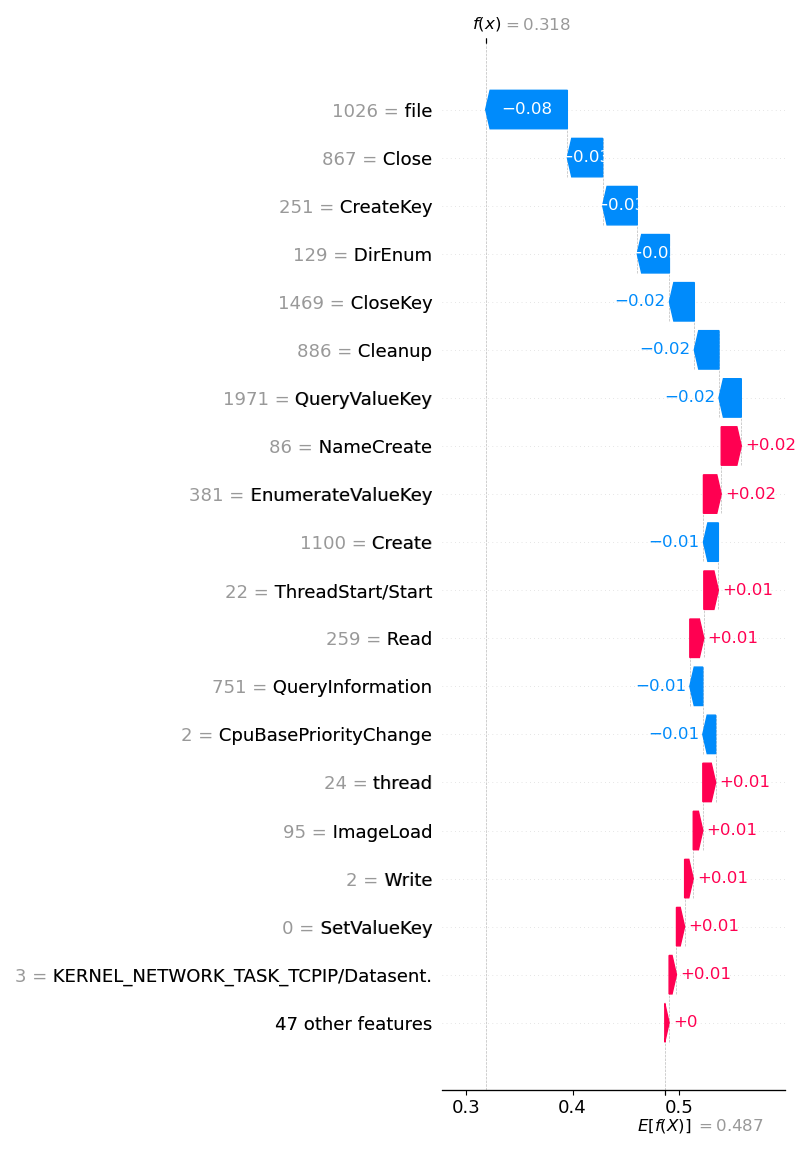 f(x) = 0.318
1026 = file −0.08
867 = Close −0.03
251 = CreateKey −0.03
129 = DirEnum
1469 = CloseKey −0.02
886 = Cleanup −0.02
1971 = QueryValueKey −0.02
86 = NameCreate +0.02
381 = EnumerateValueKey +0.02
1100 = Create −0.01
22 = ThreadStart/Start +0.01
259 = Read +0.01
751 = QueryInformation −0.01
2 = CpuBasePriorityChange −0.01
24 = thread +0.01
95 = ImageLoad +0.01
2 = Write +0.01
0 = SetValueKey +0.01
3 = KERNEL_NETWORK_TASK_TCPIP/Datasent. +0.01
47 other features +0
0.3 0.4 0.5
E[f(X)] = 0.487